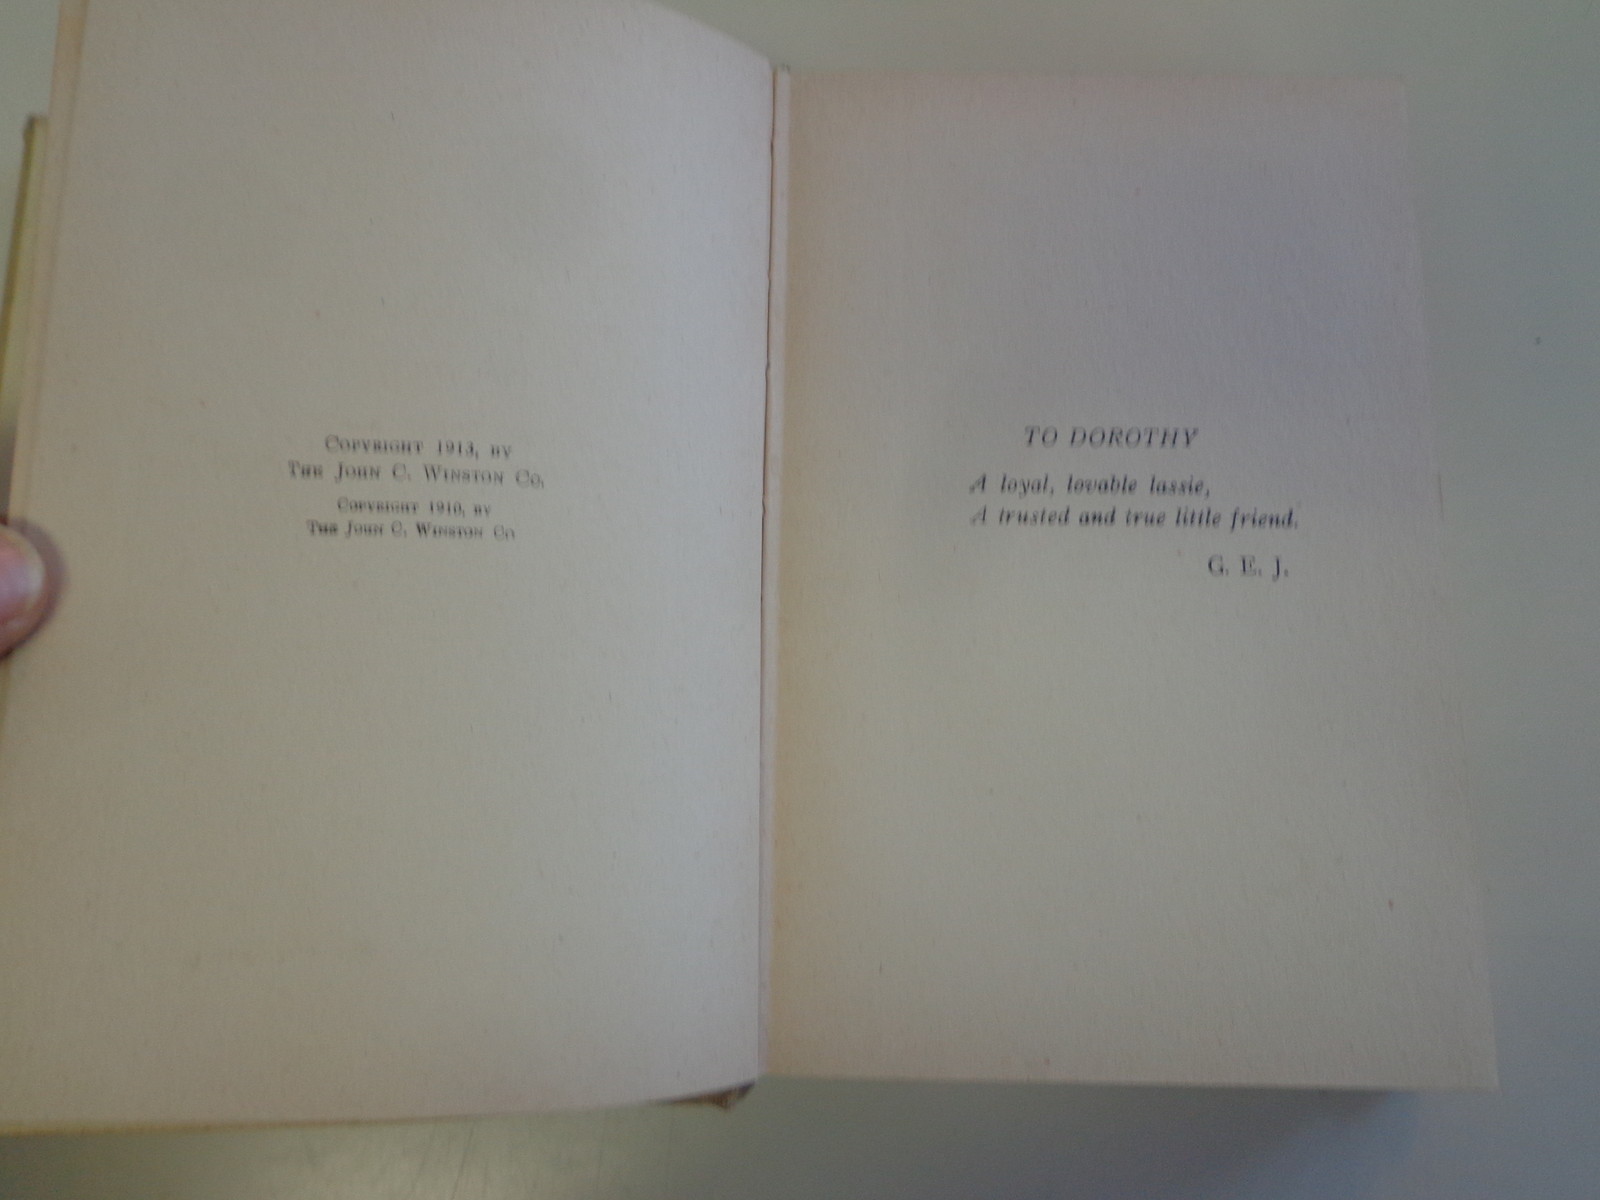 COPYRIGHT 1913, BY
THE JOHN C. WINSTON CO.
COPYRIGHT 1910, BY
THE JOHN C. WINSTON CO
TO DOROTHY
A loyal, lovable lassie,
A trusted and true little friend.
G. E. J.